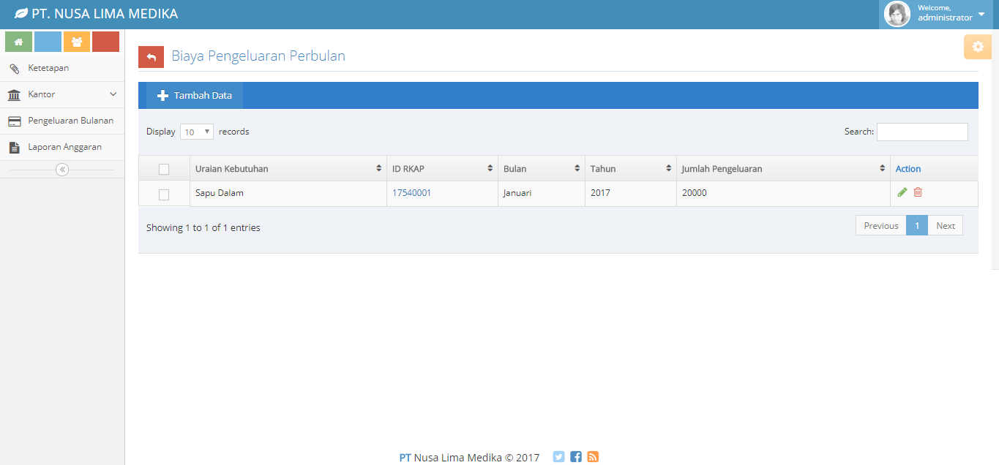 PT. NUSA LIMA MEDIKA
Welcome,
administrator
Ketetapan
Kantor
Pengeluaran Bulanan
Laporan Anggaran
Biaya Pengeluaran Perbulan
Tambah Data
Display 10 records
Search:
Uraian Kebutuhan ID RKAP Bulan Tahun Jumlah Pengeluaran Action
Sapu Dalam 17540001 Januari 2017 20000
Showing 1 to 1 of 1 entries
Previous 1 Next
PT Nusa Lima Medika © 2017